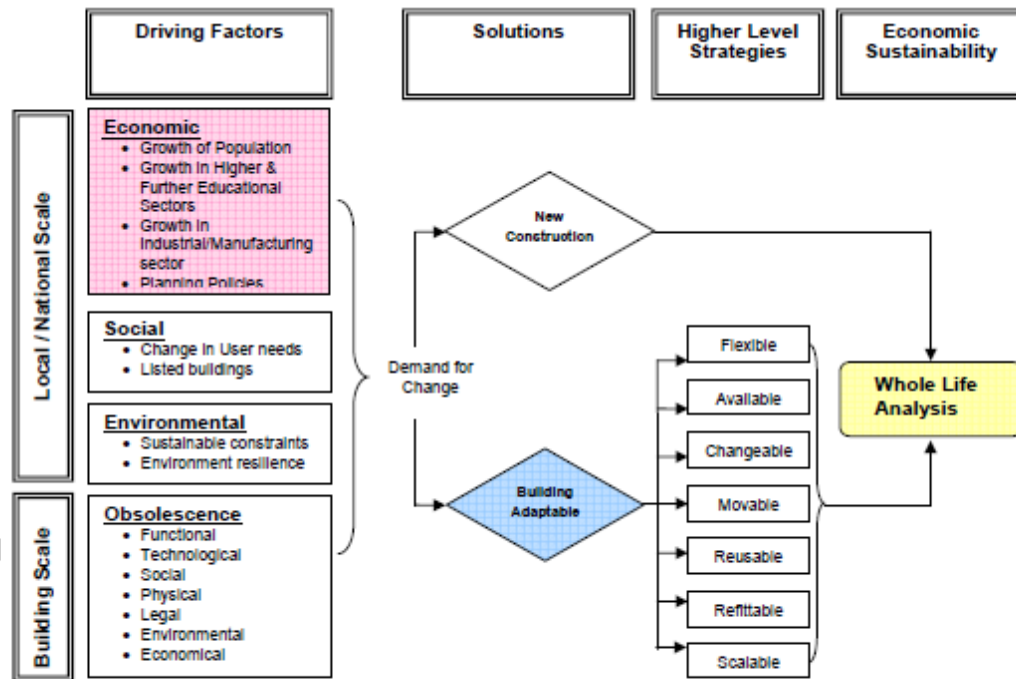 Driving Factors
Solutions
Higher Level
Strategies
Economic
Sustainability
Local / National Scale
Building Scale
Economic
• Growth of Population
• Growth in Higher &
Further Educational
Sectors
• Growth in
Industrial/Manufacturing
sector
• Planning Policies
Social
• Change in User needs
• Listed buildings
Environmental
• Sustainable constraints
• Environment resilience
Obsolescence
• Functional
• Technological
• Social
• Physical
• Legal
• Environmental
• Economical
Demand for
Change
New
Construction
Building
Adaptable
Flexible
Available
Changeable
Movable
Reusable
Refittable
Scalable
Whole Life
Analysis